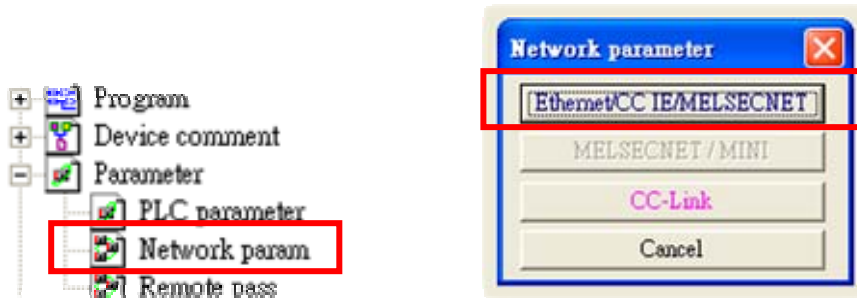 Program
Device comment
Parameter
PLC parameter
Network param
Remote pass
Network parameter
Ethernet/CC IE/MELSECNET
MELSECNET / MINI
CC-Link
Cancel